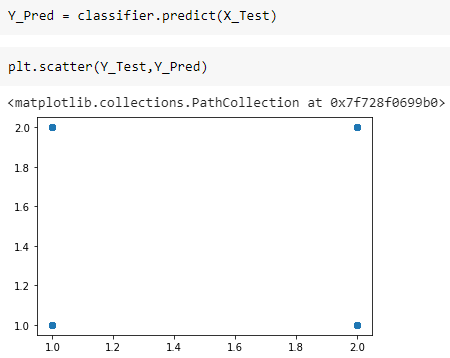 Y_Pred = classifier.predict(X_Test)
plt.scatter(Y_Test,Y_Pred)
<matplotlib.collections.PathCollection at 0x7f728f0699b0>
2.0
1.8
1.6
1.4
1.2
1.0
1.0 1.2 1.4 1.6 1.8 2.0